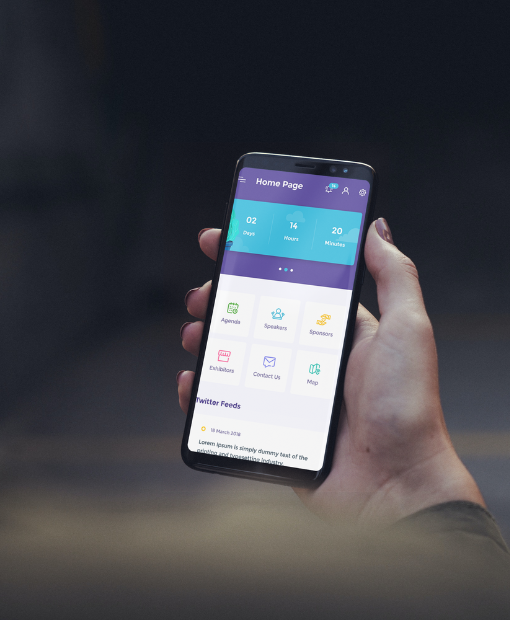 Home Page
02 14 20
Days Hours Minutes
Agenda Speakers Sponsors
Exhibitors Contact Us Map
Twitter Feeds
18 March 2018
Lorem Ipsum is simply dummy text of the
printing and typesetting industry.